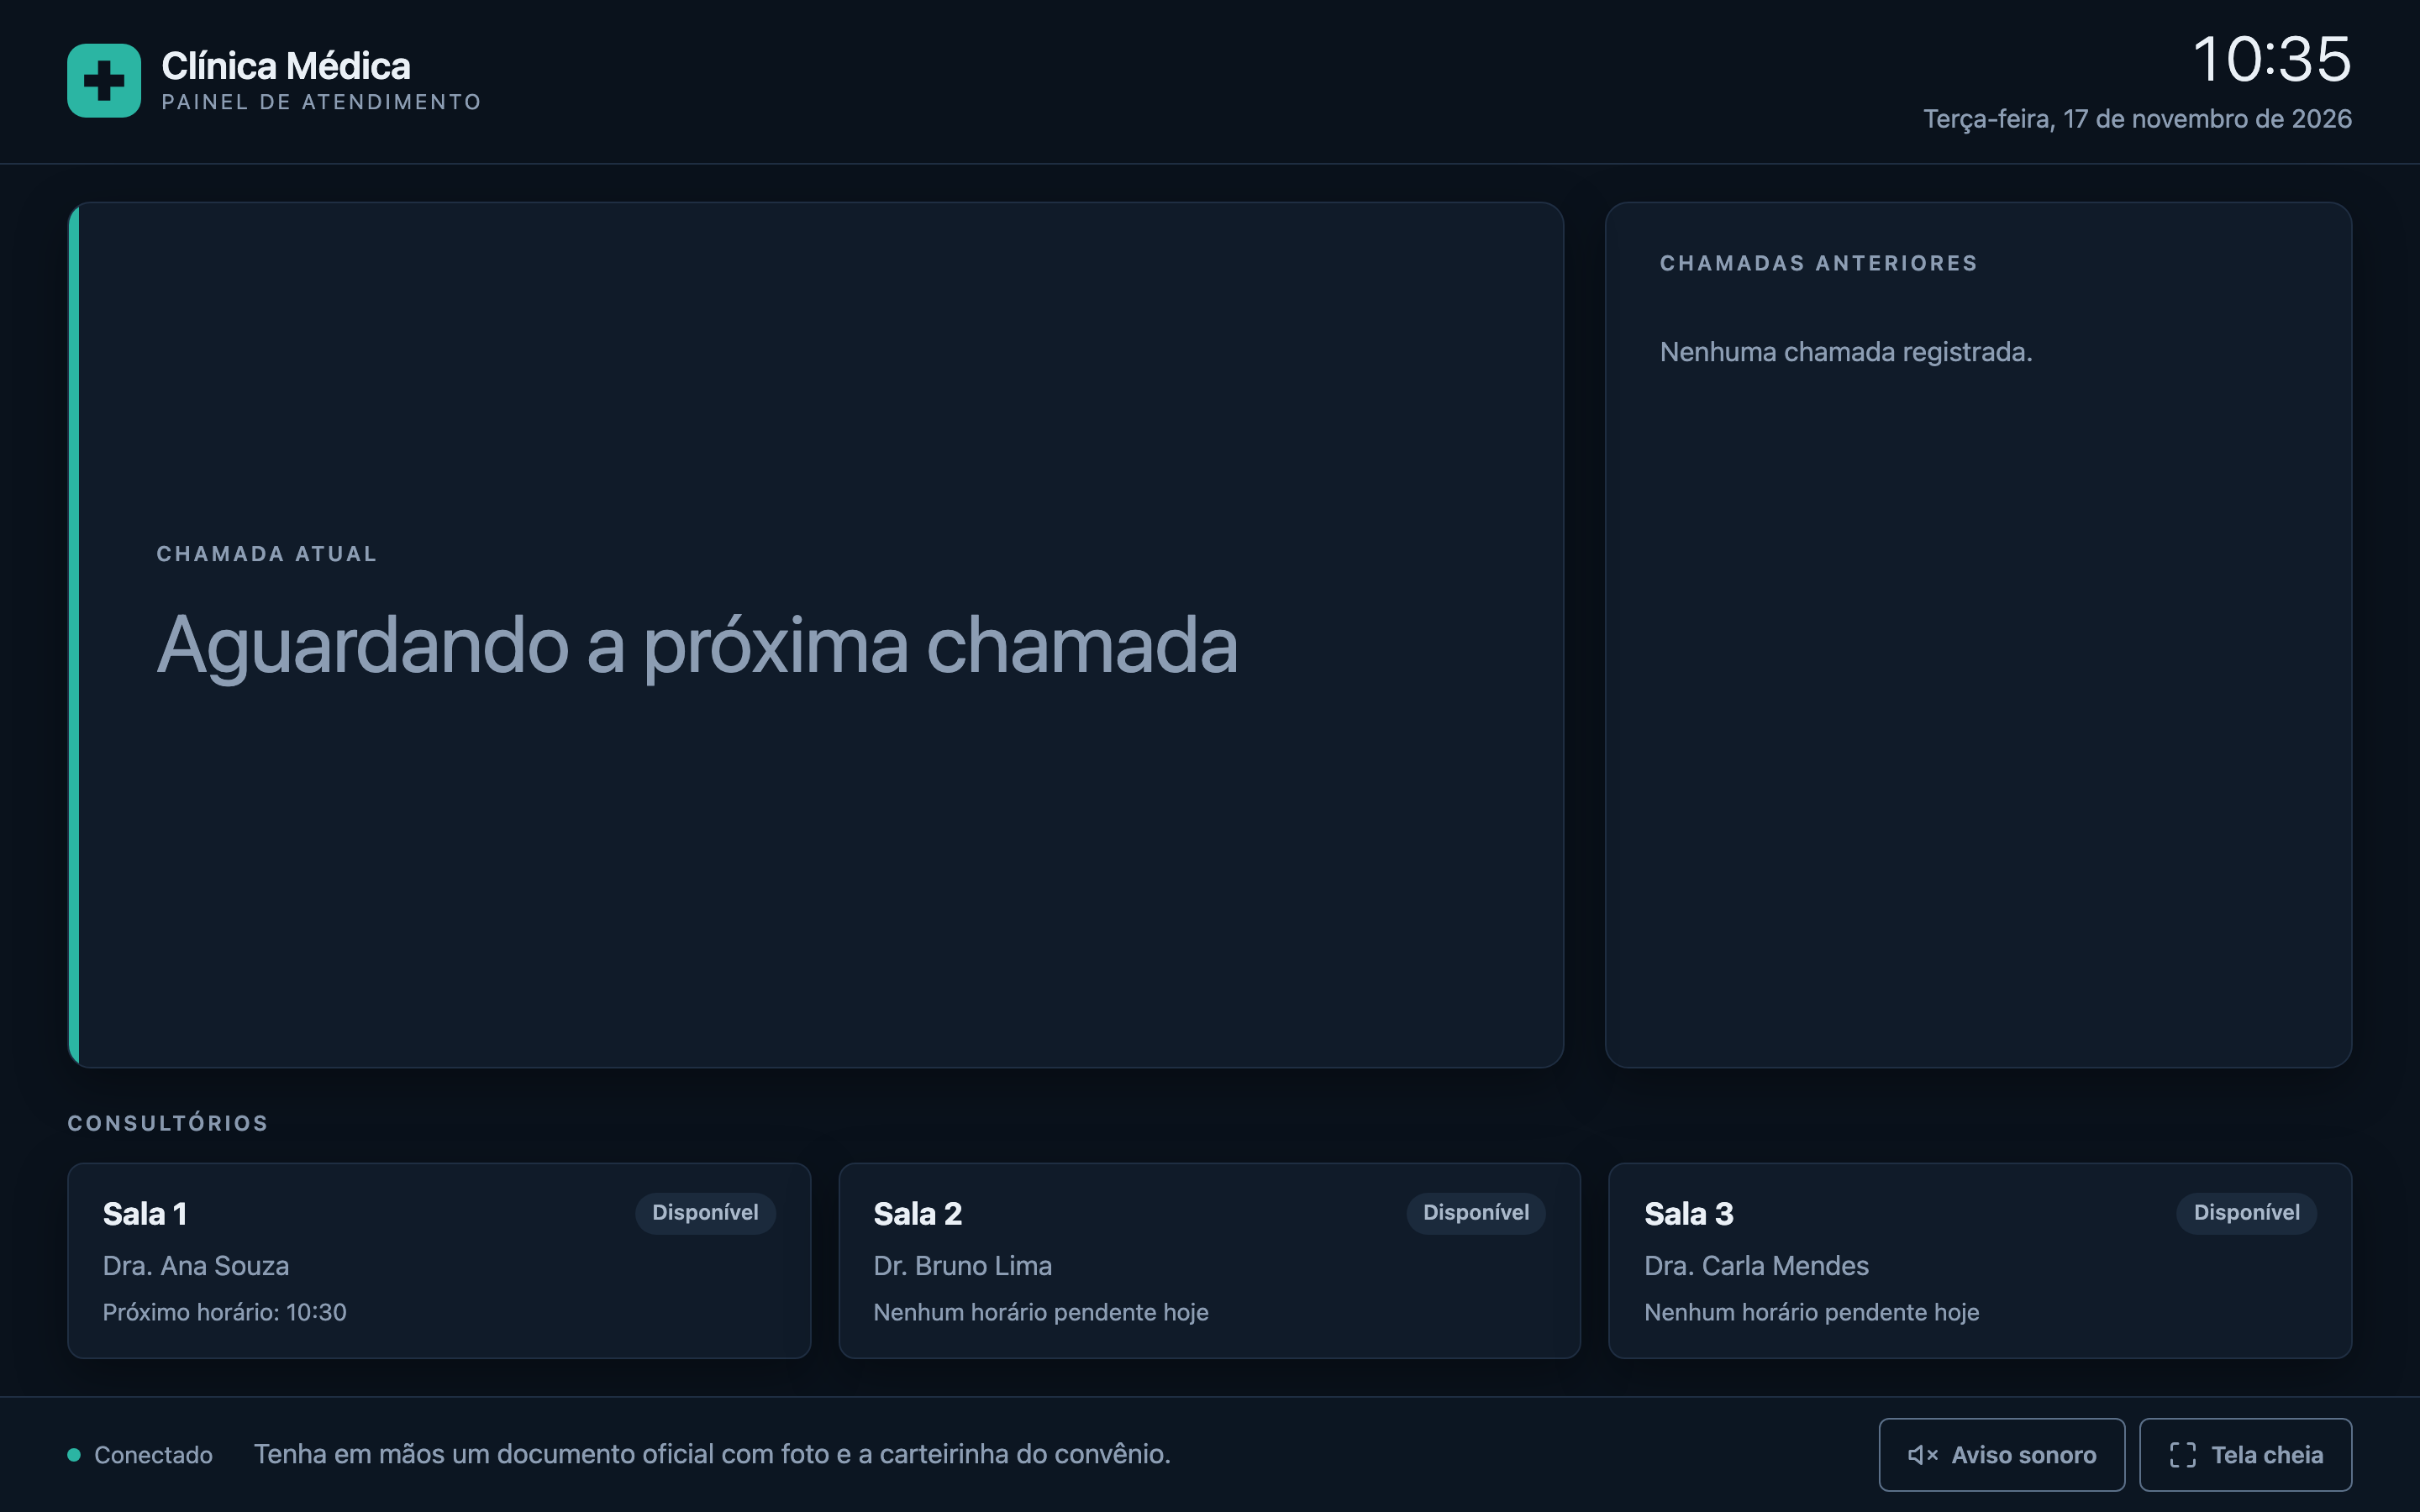 Clínica Médica
PAINEL DE ATENDIMENTO
10:35
Terça-feira, 17 de novembro de 2026
CHAMADA ATUAL
Aguardando a próxima chamada
CHAMADAS ANTERIORES
Nenhuma chamada registrada.
CONSULTÓRIOS
Sala 1
Disponível
Dra. Ana Souza
Próximo horário: 10:30
Sala 2
Disponível
Dr. Bruno Lima
Nenhum horário pendente hoje
Sala 3
Disponível
Dra. Carla Mendes
Nenhum horário pendente hoje
Conectado
Tenha em mãos um documento oficial com foto e a carteirinha do convênio.
Aviso sonoro
Tela cheia